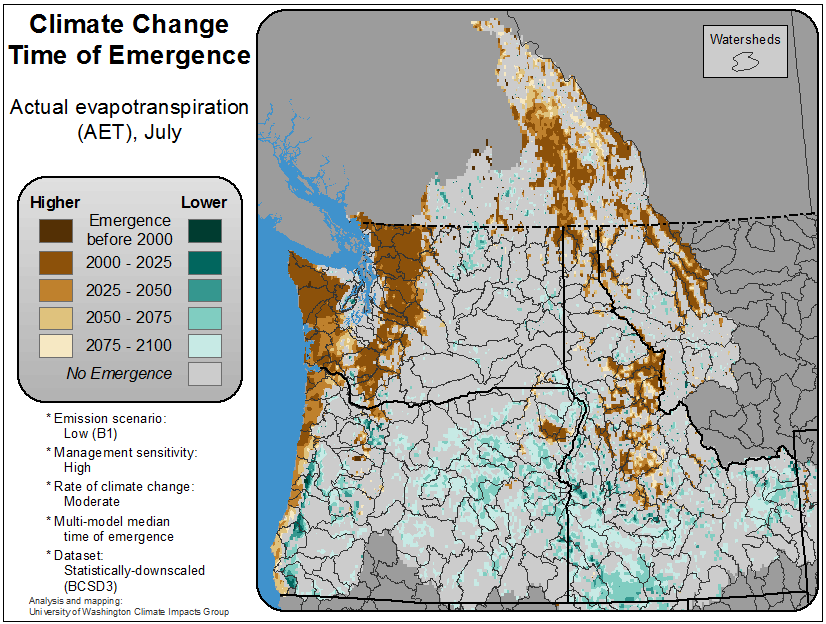 Climate Change
Time of Emergence
Actual evapotranspiration
(AET), July
Higher
Lower
Emergence
before 2000
2000 - 2025
2025 - 2050
2050 - 2075
2075 - 2100
No Emergence
* Emission scenario:
Low (B1)
* Management sensitivity:
High
* Rate of climate change:
Moderate
* Multi-model median
time of emergence
* Dataset:
Statistically-downscaled
(BCSD3)
Analysis and mapping:
University of Washington Climate Impacts Group
Watersheds